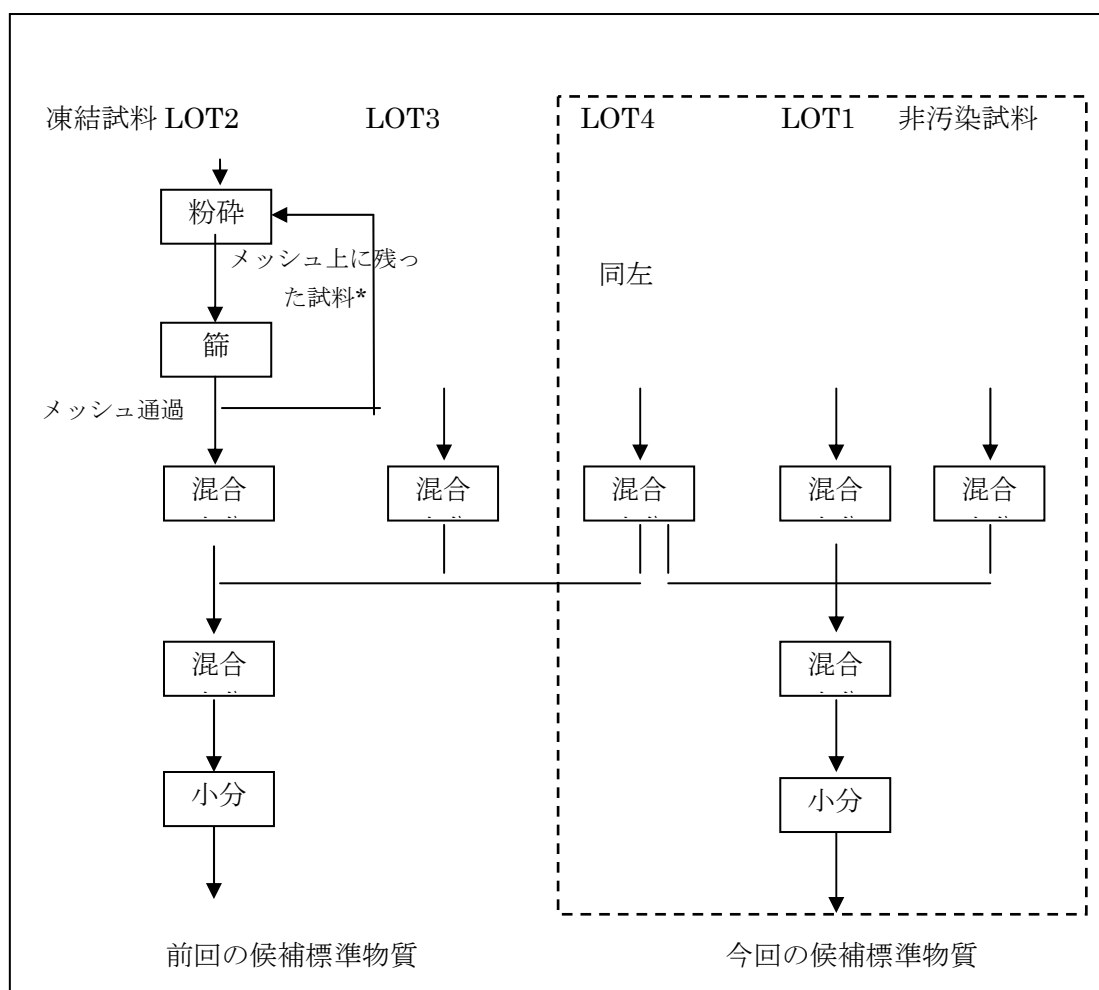 凍結試料 LOT2 LOT3 LOT4 LOT1 非汚染試料
粉砕
メッシュ上に残っ
た試料*
同左
篩
メッシュ通過
混合 混合 混合 混合 混合
混合 混合
小分 小分
前回の候補標準物質 今回の候補標準物質